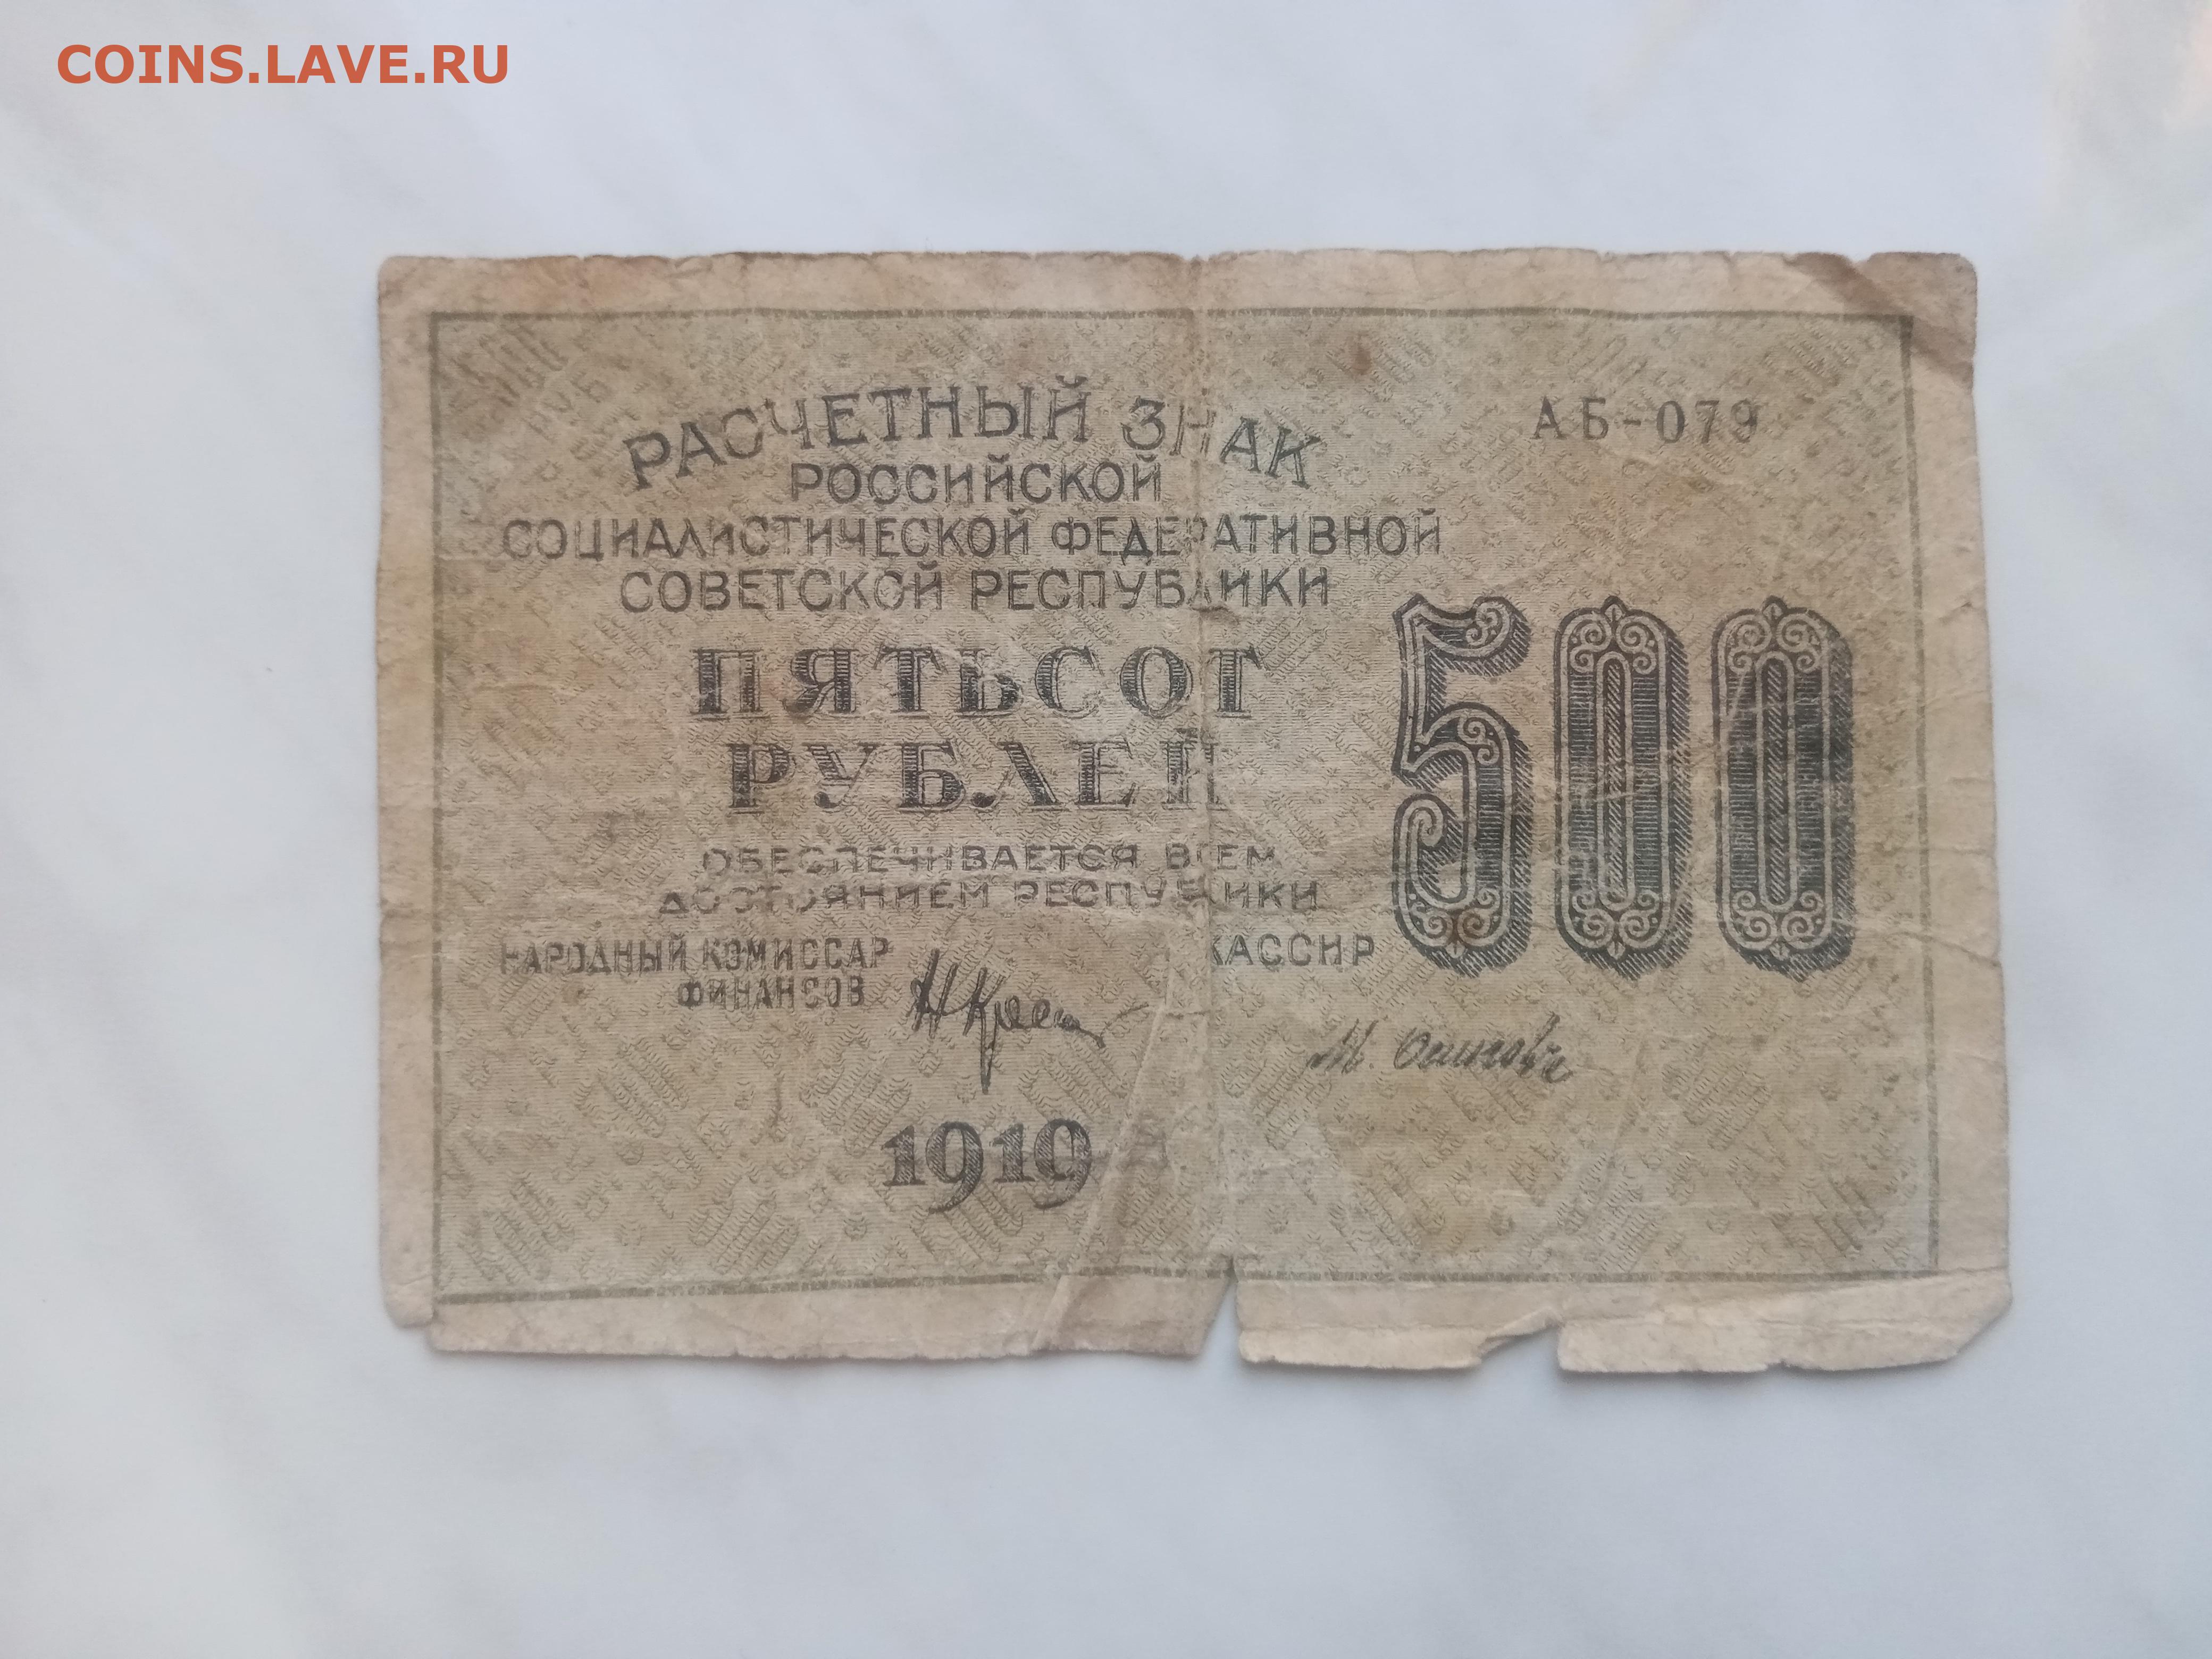 COINS.LAVE.RU
РАСЧЕТНЫЙ ЗНАК
АБ-079
РОССИЙСКОЙ
СОЦИАЛИСТИЧЕСКОЙ ФЕДЕРАТИВНОЙ
СОВЕТСКОЙ РЕСПУБЛИКИ
ПЯТЬСОТ
РУБЛЕЙ
500
ОБЕСПЕЧИВАЕТСЯ ВСЕМ
ДОСТОЯНИЕМ РЕСПУБЛИКИ
НАРОДНЫЙ КОМИССАР
ФИНАНСОВ
КАССИР
1919